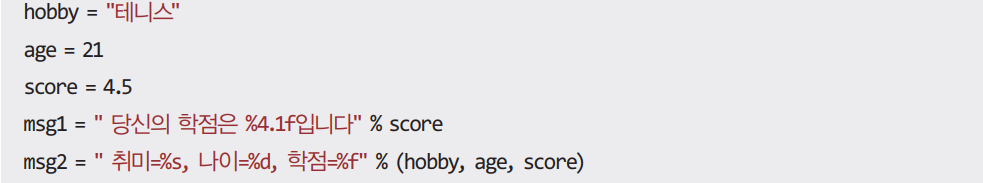 hobby = "테니스"
age = 21
score = 4.5
msg1 = " 당신의 학점은 %4.1f입니다" % score
msg2 = " 취미=%s, 나이=%d, 학점=%f" % (hobby, age, score)